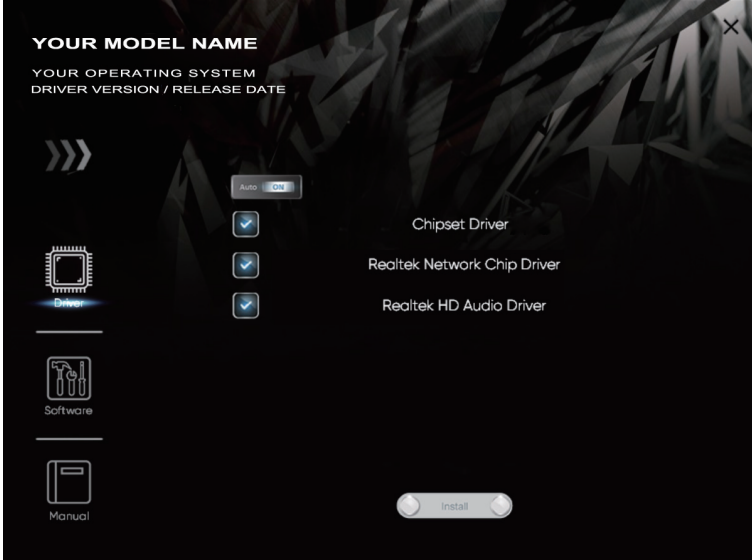 YOUR MODEL NAME
YOUR OPERATING SYSTEM
DRIVER VERSION / RELEASE DATE
Auto ON
Chipset Driver
Realtek Network Chip Driver
Realtek HD Audio Driver
Driver
Software
Manual
Install